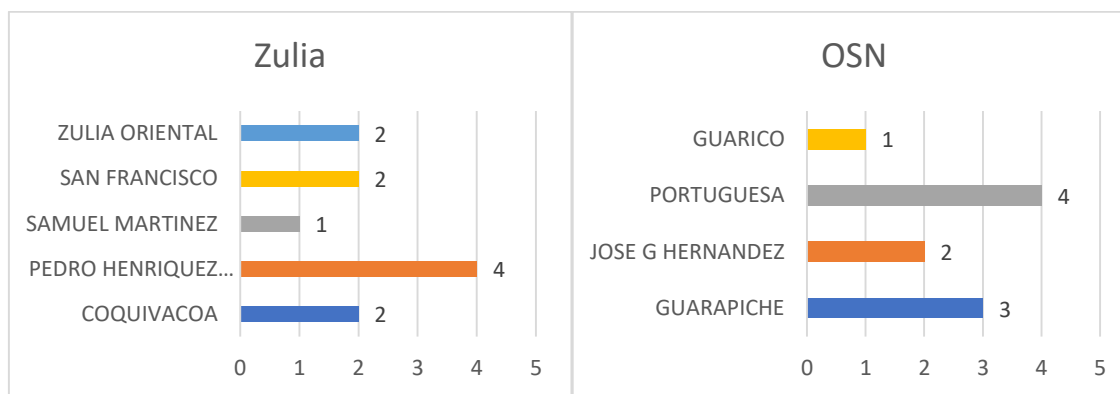 Zulia
ZULIA ORIENTAL 2
SAN FRANCISCO 2
SAMUEL MARTINEZ 1
PEDRO HENRIQUEZ... 4
COQUIVACOA 2
0 1 2 3 4 5
OSN
GUARICO 1
PORTUGUESA 4
JOSE G HERNANDEZ 2
GUARAPICHE 3
0 1 2 3 4 5